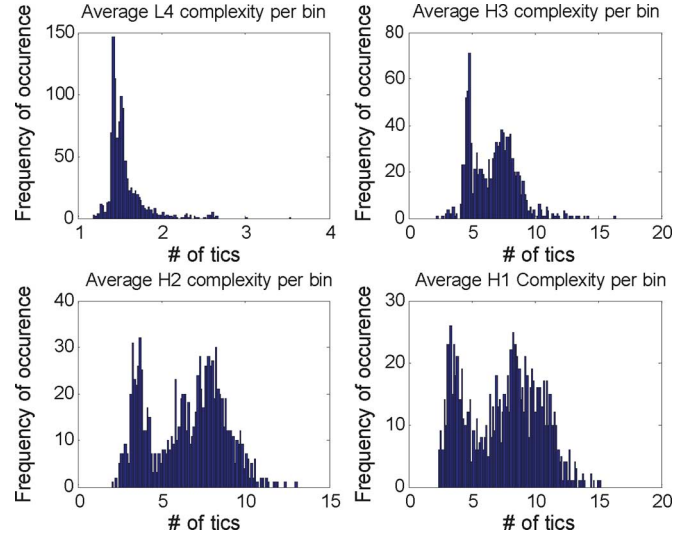 Average L4 complexity per bin
Frequency of occurence
150
100
50
0
1 2 3 4
# of tics
Average H3 complexity per bin
Frequency of occurence
80
60
40
20
0
0 5 10 15 20
# of tics
Average H2 complexity per bin
Frequency of occurence
40
30
20
10
0
0 5 10 15
# of tics
Average H1 Complexity per bin
Frequency of occurence
30
20
10
0
0 5 10 15 20
# of tics